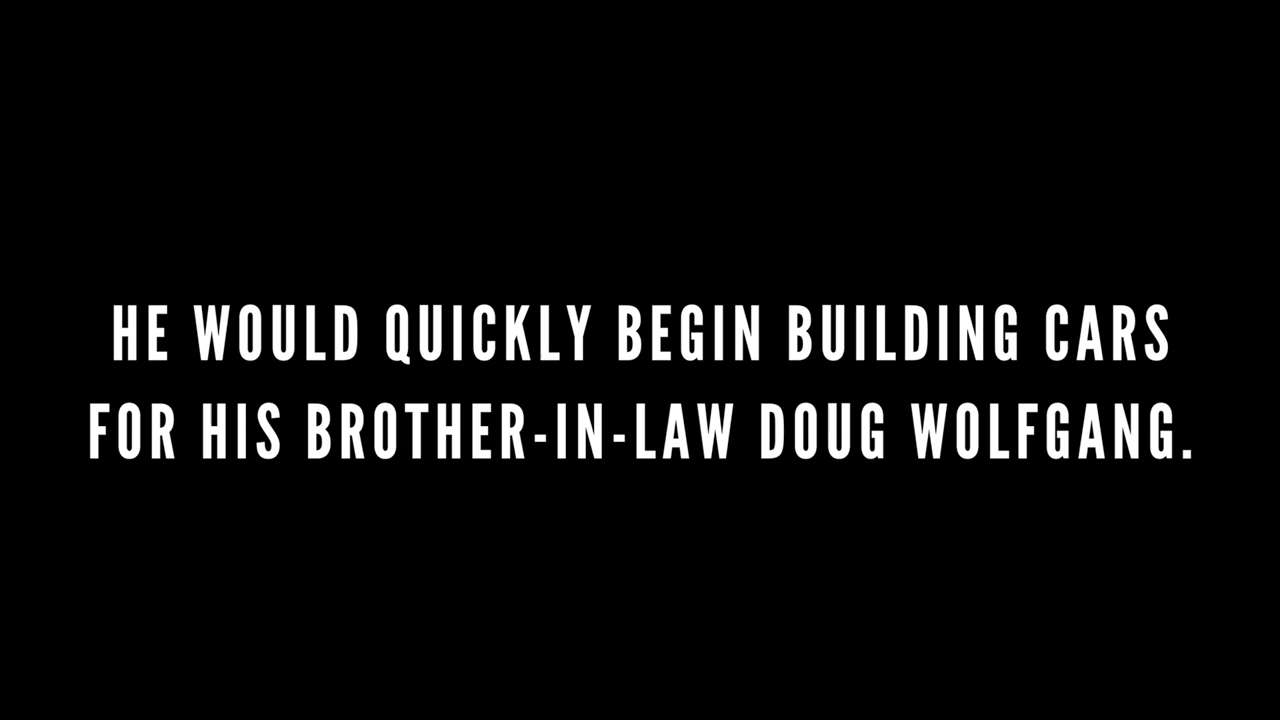 HE WOULD QUICKLY BEGIN BUILDING CARS
FOR HIS BROTHER-IN-LAW DOUG WOLFGANG.